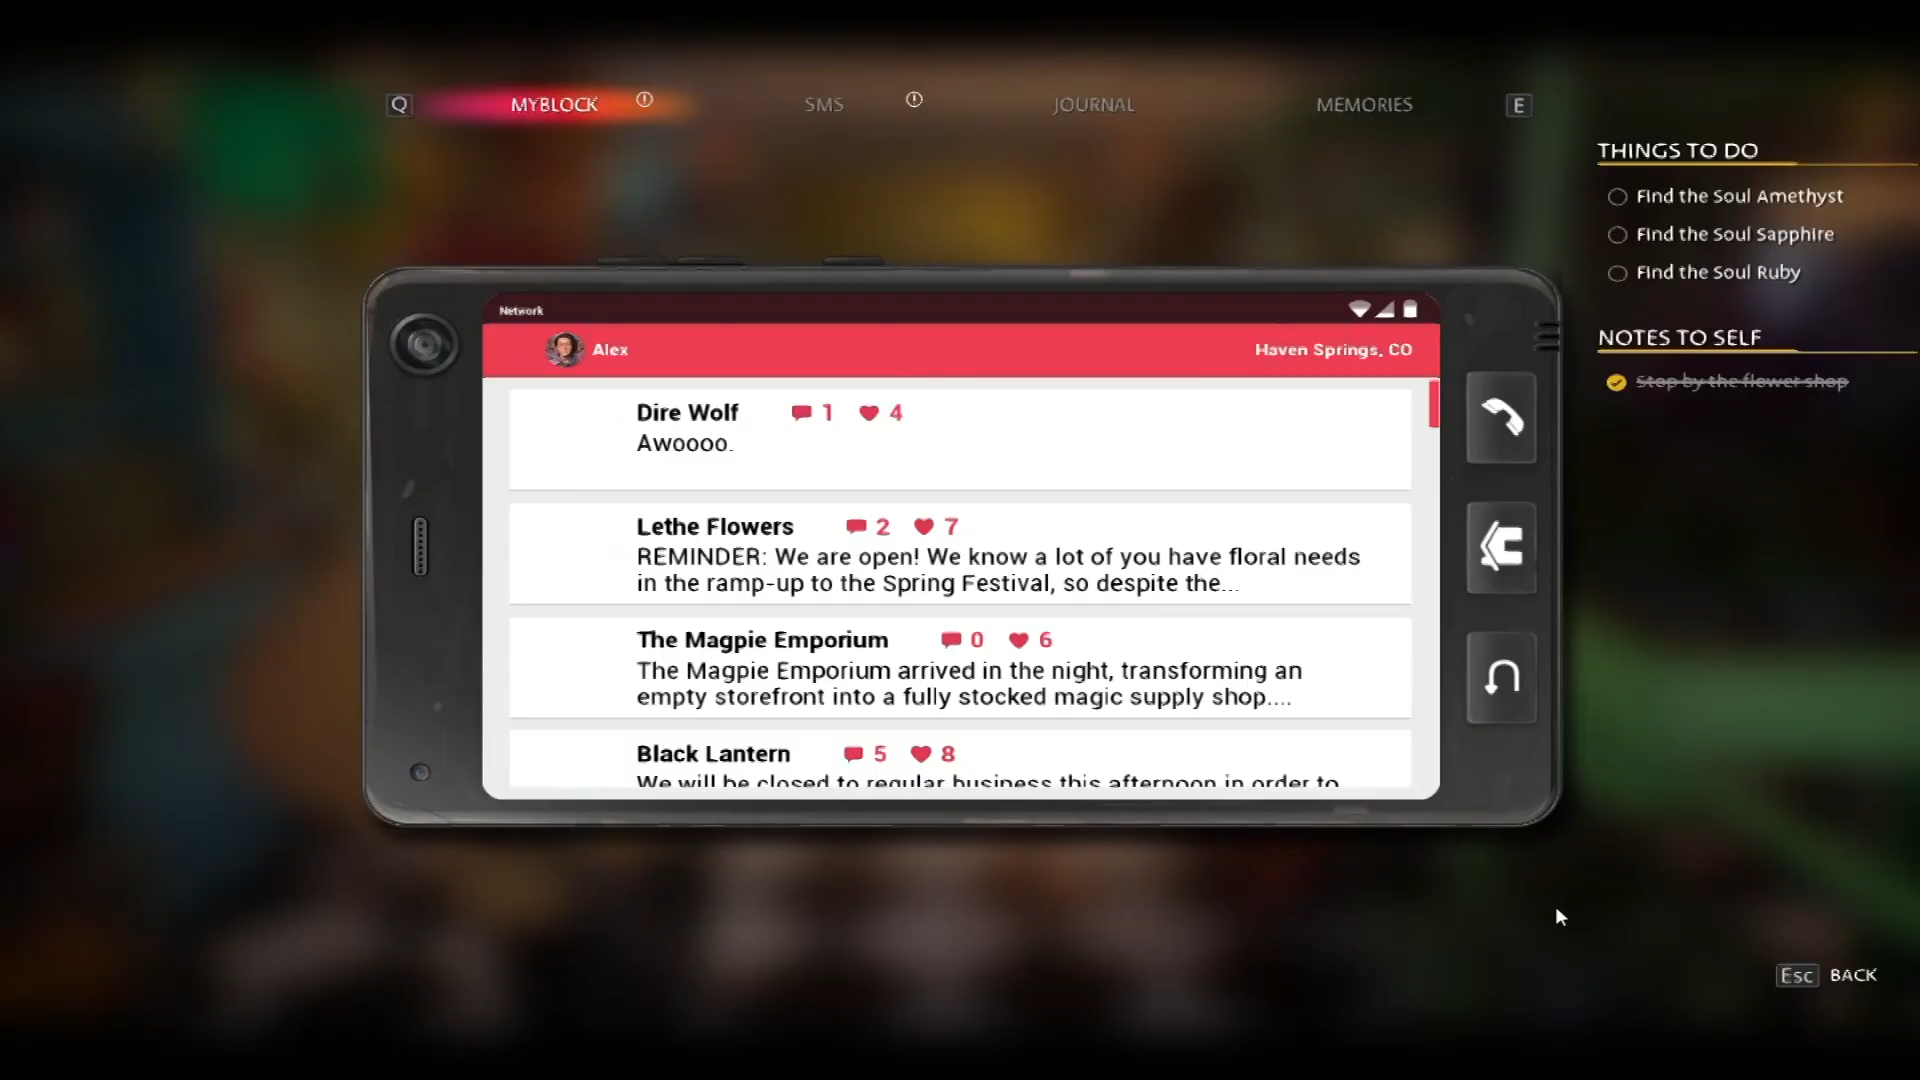 Q MYBLOCK SMS JOURNAL MEMORIES E
THINGS TO DO
Find the Soul Amethyst
Find the Soul Sapphire
Find the Soul Ruby
NOTES TO SELF
Stop by the flower shop
Network
Alex Haven Springs, CO
Dire Wolf 1 4
Awoooo.
Lethe Flowers 2 7
REMINDER: We are open! We know a lot of you have floral needs
in the ramp-up to the Spring Festival, so despite the...
The Magpie Emporium 0 6
The Magpie Emporium arrived in the night, transforming an
empty storefront into a fully stocked magic supply shop....
Black Lantern 5 8
We will be closed to regular business this afternoon in order to
Esc BACK